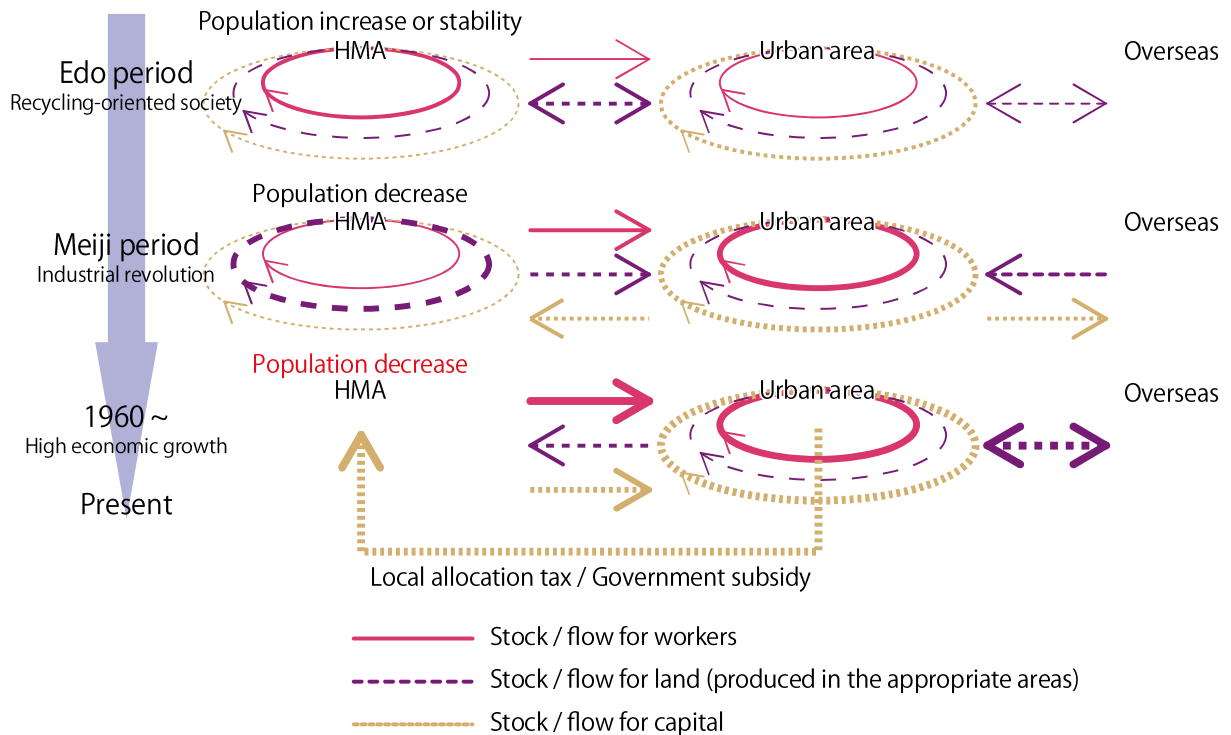 Population increase or stability
HMA
Urban area
Overseas
Edo period
Recycling-oriented society
Population decrease
HMA
Urban area
Overseas
Meiji period
Industrial revolution
Population decrease
HMA
Urban area
Overseas
1960 ~
High economic growth
Present
Local allocation tax / Government subsidy
Stock / flow for workers
Stock / flow for land (produced in the appropriate areas)
Stock / flow for capital